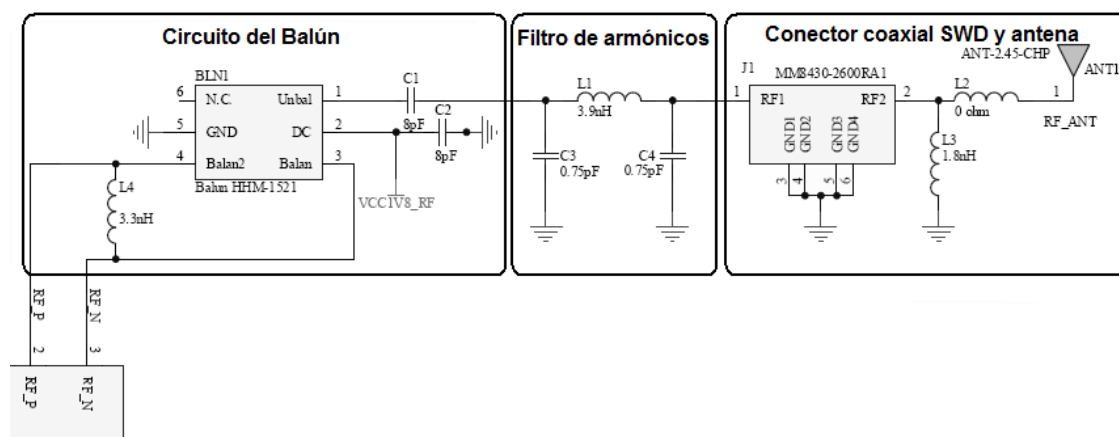 Circuito del Balún
BLN1
6
N.C.
Unbal
1
5
GND
DC
2
4
Balan2
Balan
3
Balun HHM-1521
C1
8pF
C2
8pF
VCC1V8_RF
L4
3.3nH
RF_P
RF_N
2
3
RF_P
RF_N
Filtro de armónicos
L1
3.9nH
C3
0.75pF
C4
0.75pF
Conector coaxial SWD y antena
J1
MM8430-2600RA1
1
RF1
RF2
2
GND1
GND2
GND3
GND4
3
4
5
6
ANT-2.45-CHP
ANT1
L2
0 ohm
1
RF_ANT
L3
1.8nH